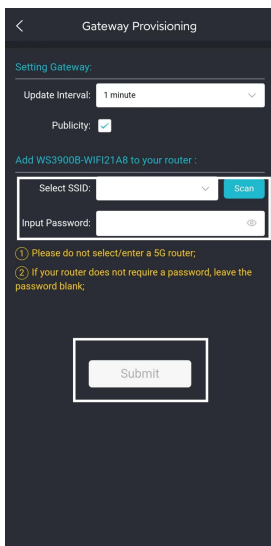 Gateway Provisioning
Setting Gateway:
Update Interval: 1 minute
Publicity:
Add WS3900B-WIFI21A8 to your router :
Select SSID: Scan
Input Password:
① Please do not select/enter a 5G router;
② If your router does not require a password, leave the
password blank;
Submit